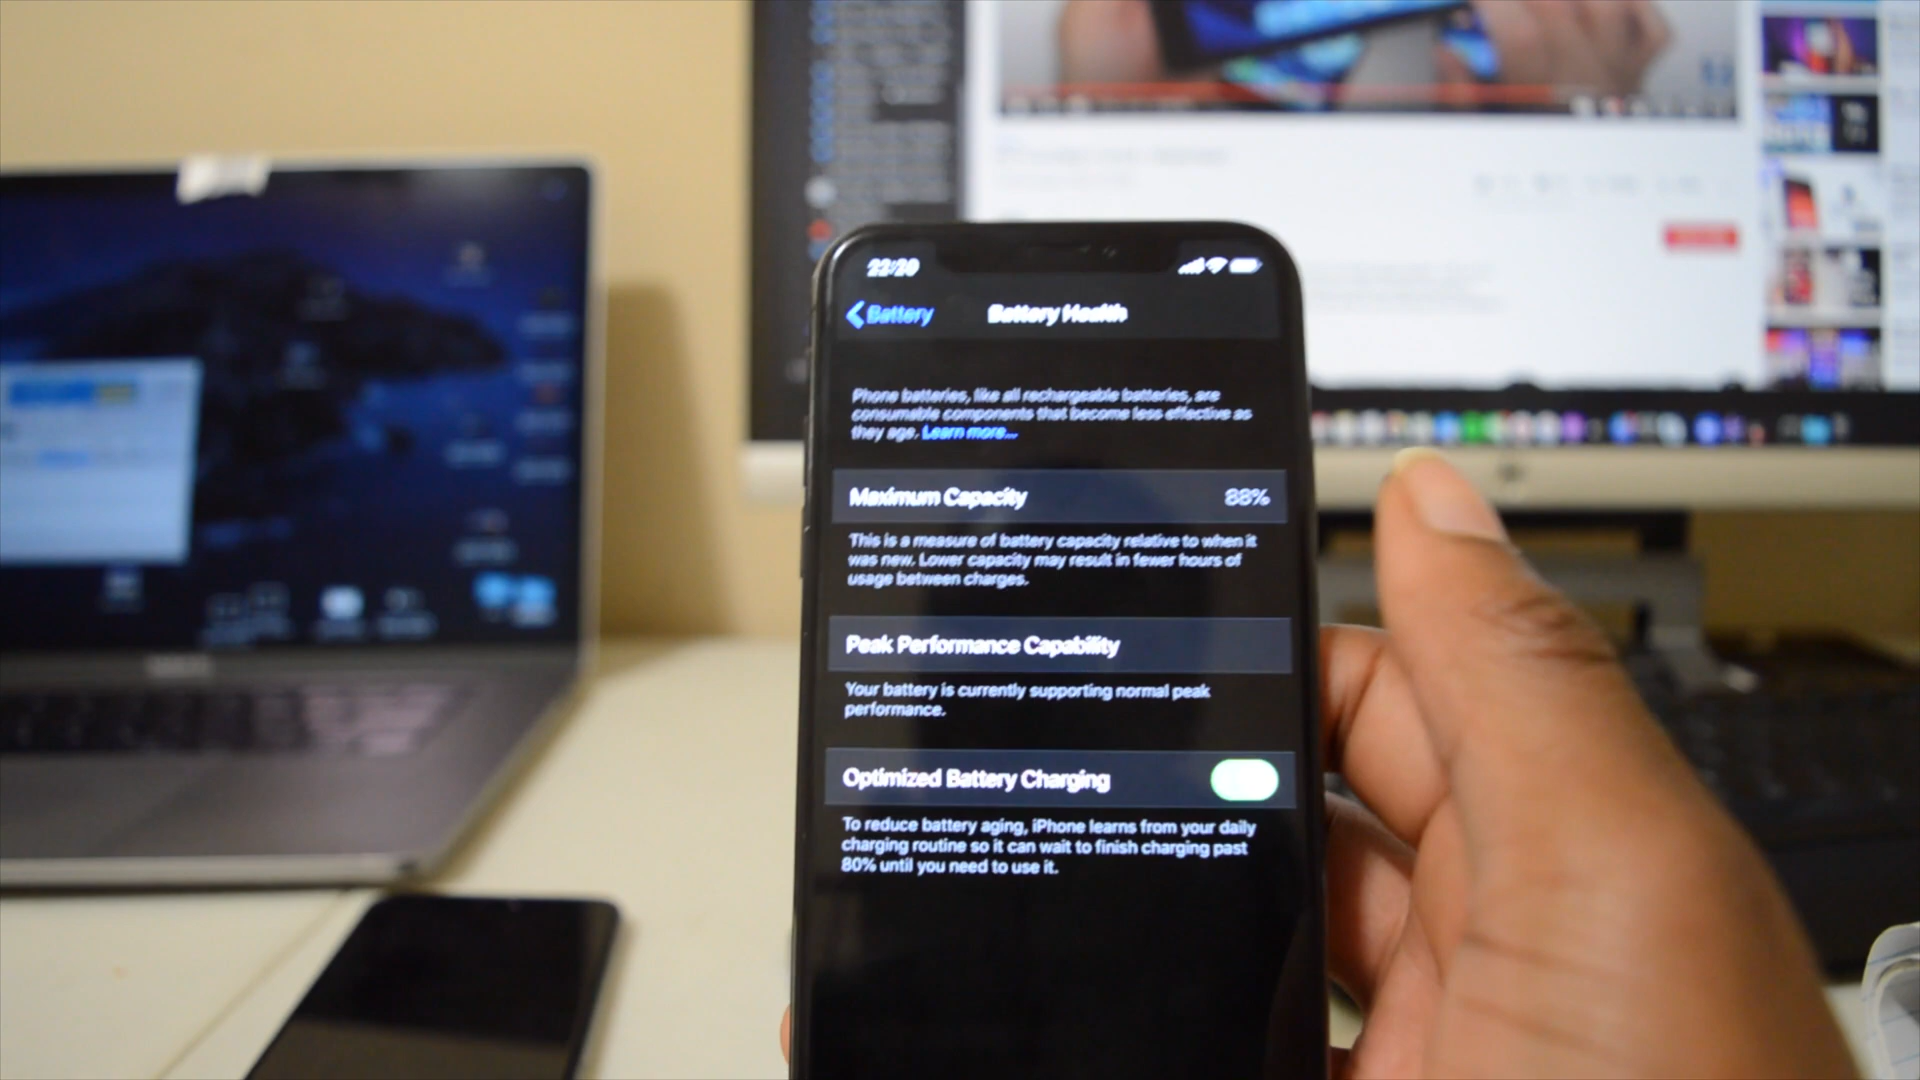 22:20
Battery
Battery Health
Phone batteries, like all rechargeable batteries, are
consumable components that become less effective as
they age. Learn more...
Maximum Capacity 88%
This is a measure of battery capacity relative to when it
was new. Lower capacity may result in fewer hours of
usage between charges.
Peak Performance Capability
Your battery is currently supporting normal peak
performance.
Optimized Battery Charging
To reduce battery aging, iPhone learns from your daily
charging routine so it can wait to finish charging past
80% until you need to use it.